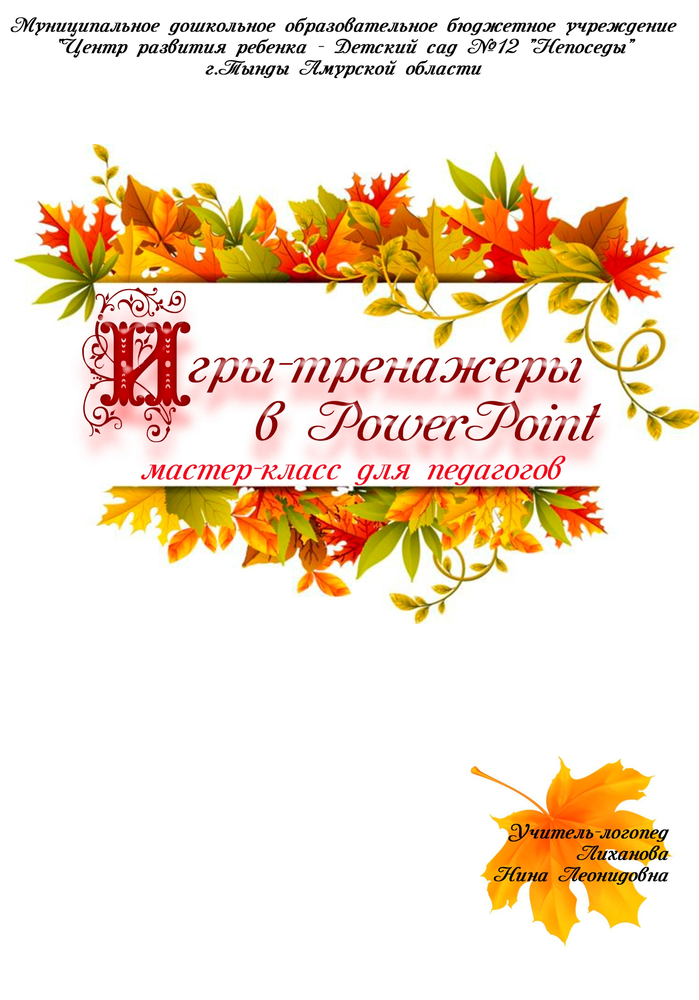 Муниципальное дошкольное образовательное бюджетное учреждение
"Центр развития ребенка - Детский сад №12 "Непоседы"
г.Тынды Амурской области
Игры-тренажеры
в PowerPoint
мастер-класс для педагогов
Учитель-логопед
Лиханова
Нина Леонидовна